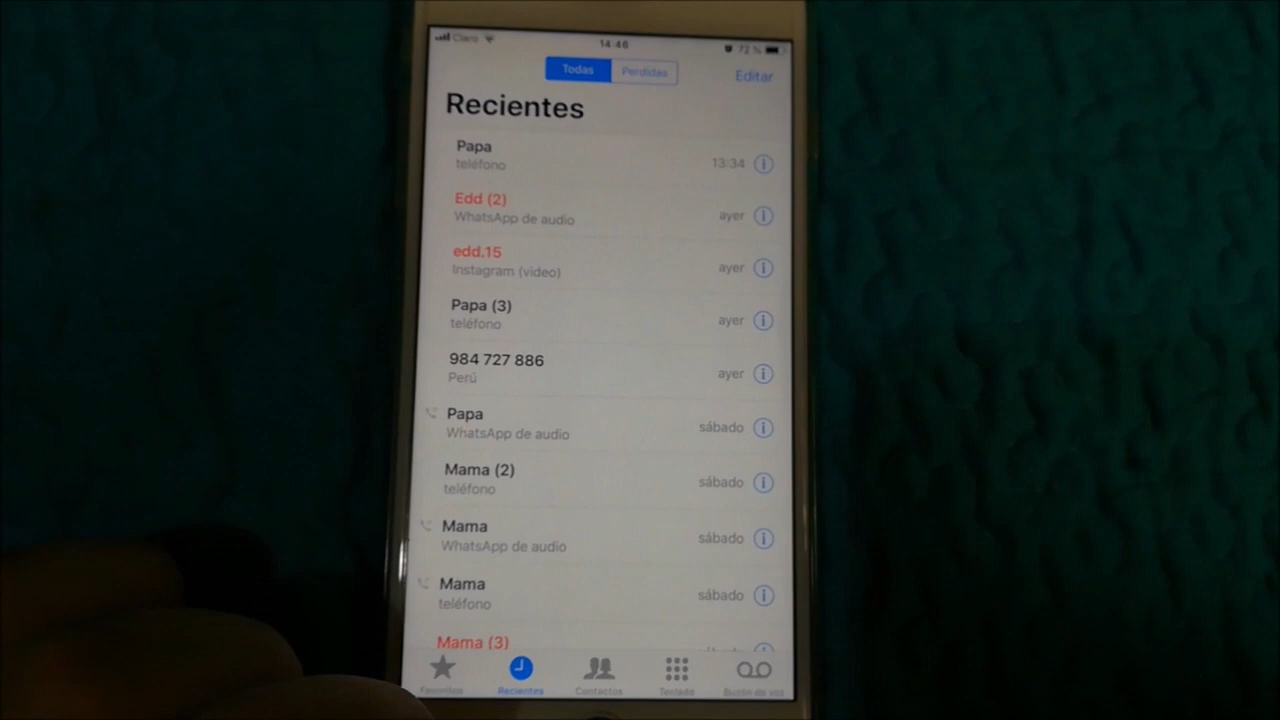 Claro 14:46 72 %
Todas Perdidas Editar
Recientes
Papa
teléfono 13:34
Edd (2)
WhatsApp de audio ayer
edd.15
Instagram (video) ayer
Papa (3)
teléfono ayer
984 727 886
Perú ayer
Papa
WhatsApp de audio sábado
Mama (2)
teléfono sábado
Mama
WhatsApp de audio sábado
Mama
teléfono sábado
Mama (3)
Favoritos Recientes Contactos Teclado Buzón de voz